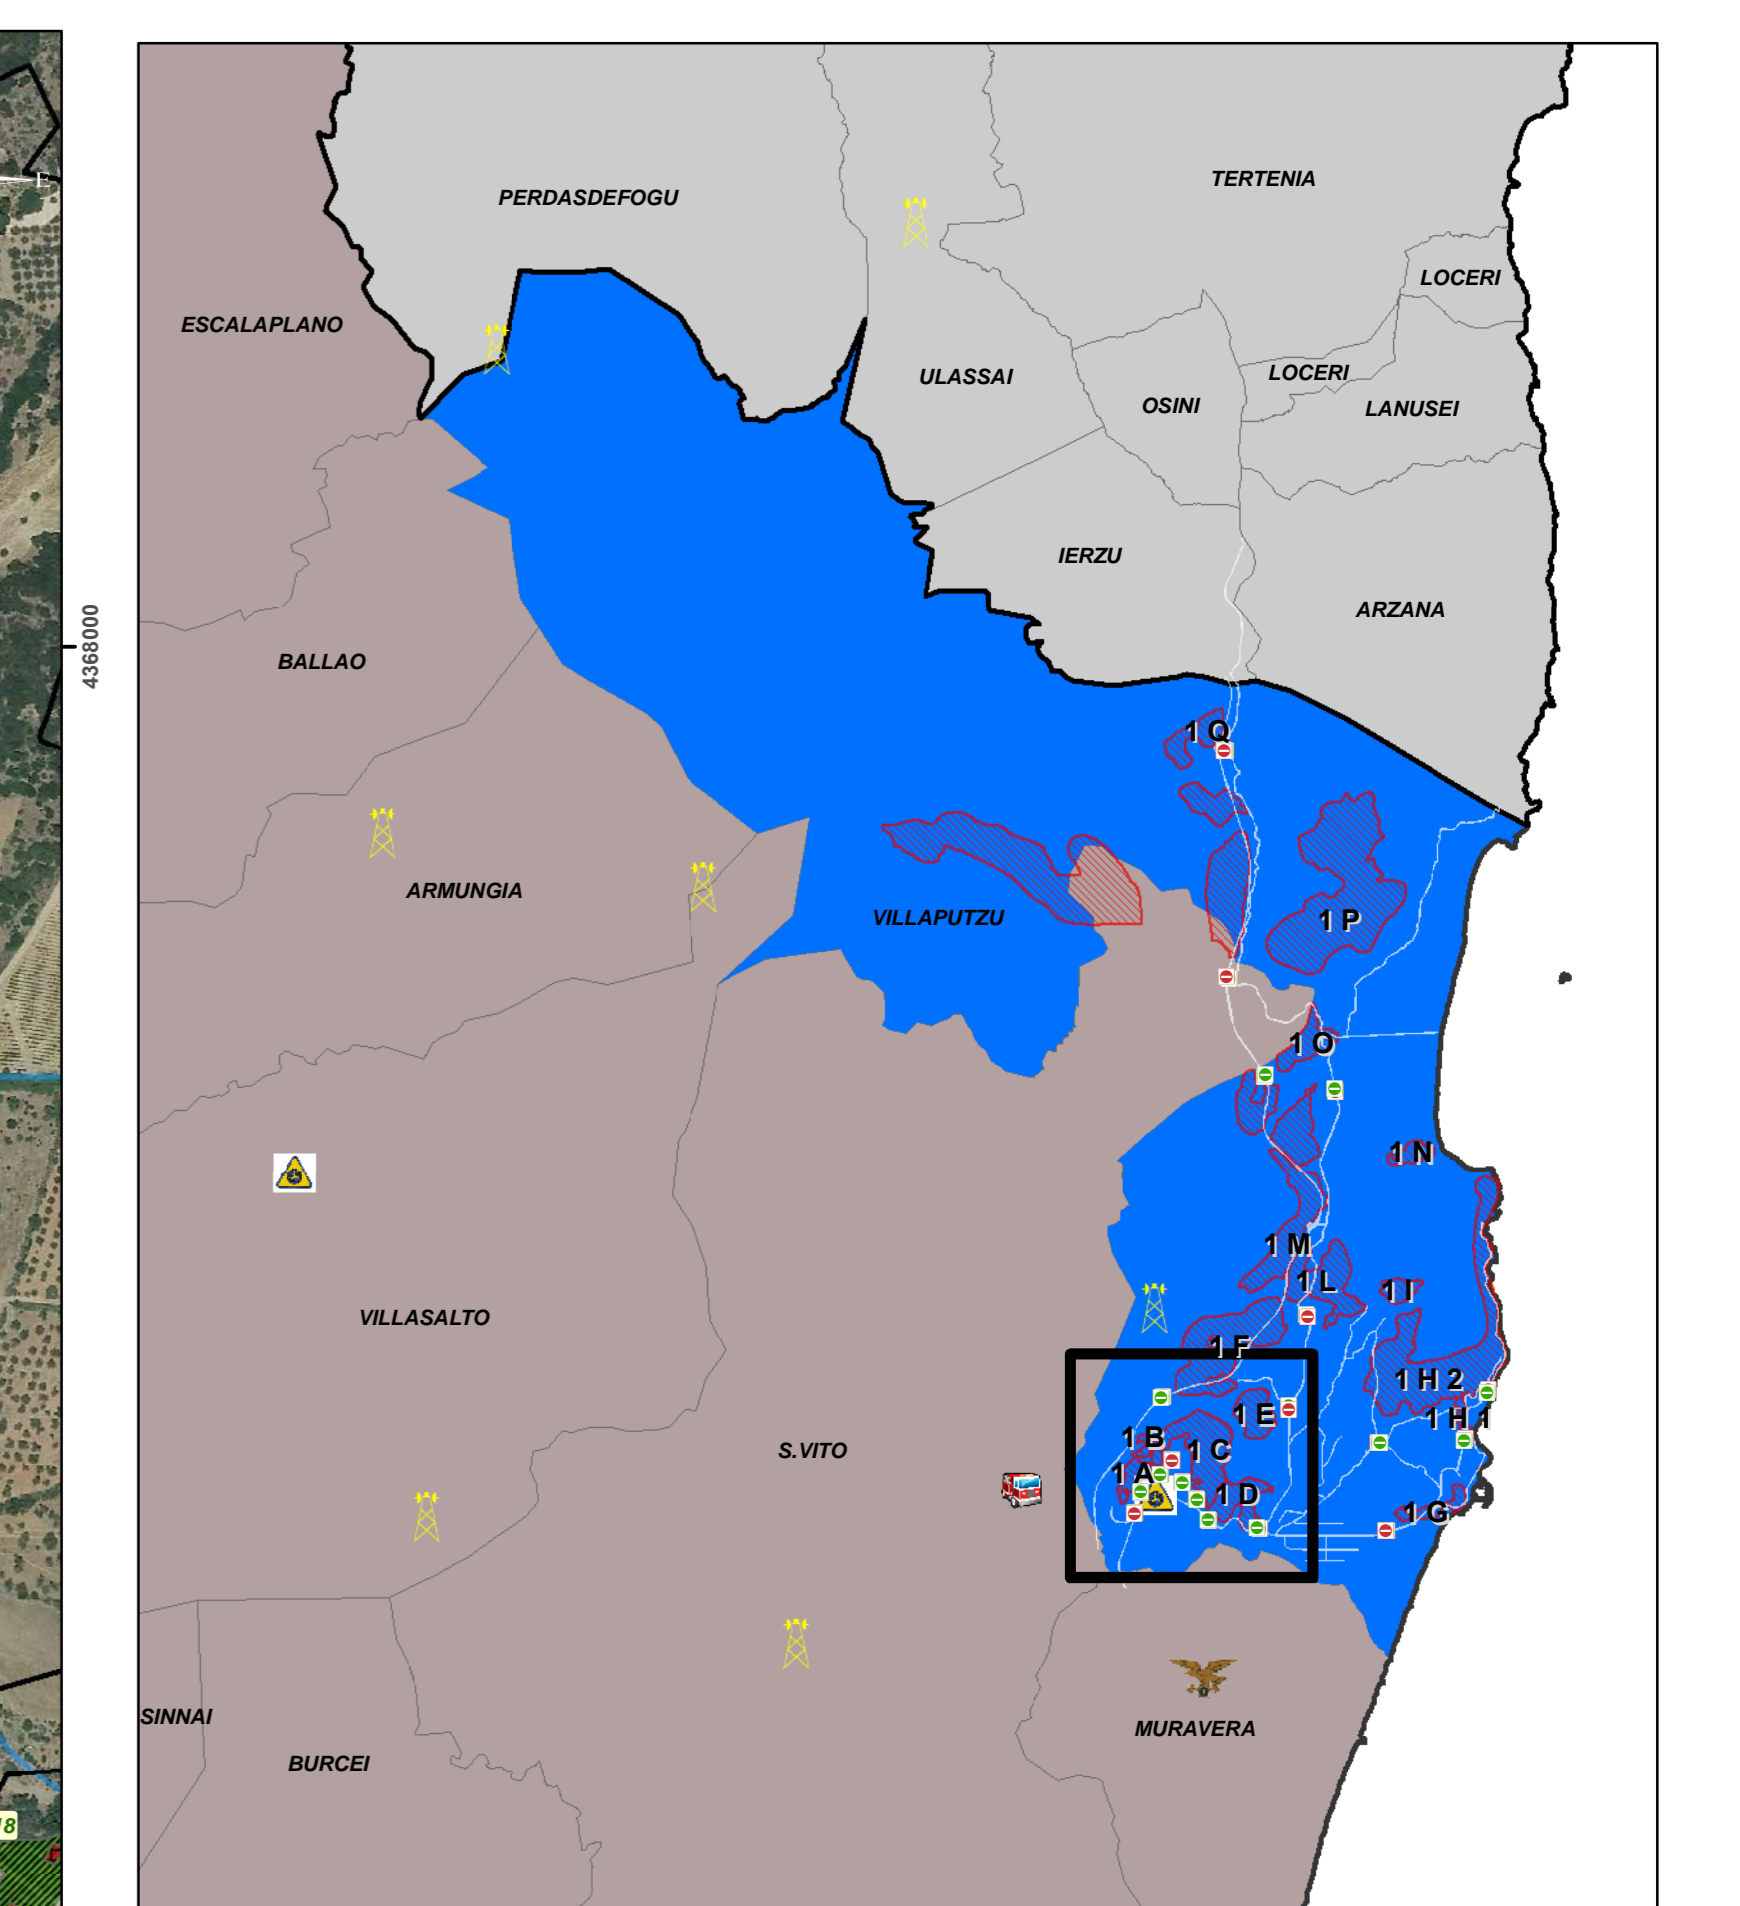 E
TERTENIA
PERDASDEFOGU
LOCERI
ESCALAPLANO
ULASSAI
LOCERI
OSINI
LANUSEI
IERZU
ARZANA
4368000
BALLAO
1 Q
ARMUNGIA
VILLAPUTZU
1 P
1 O
1 N
1 M
1 L
1 I
VILLASALTO
1 F
1 H 2
1 E
1 H 1
1 B
1 C
S.VITO
1 A
1 D
1 G
SINNAI
MURAVERA
BURCEI
18